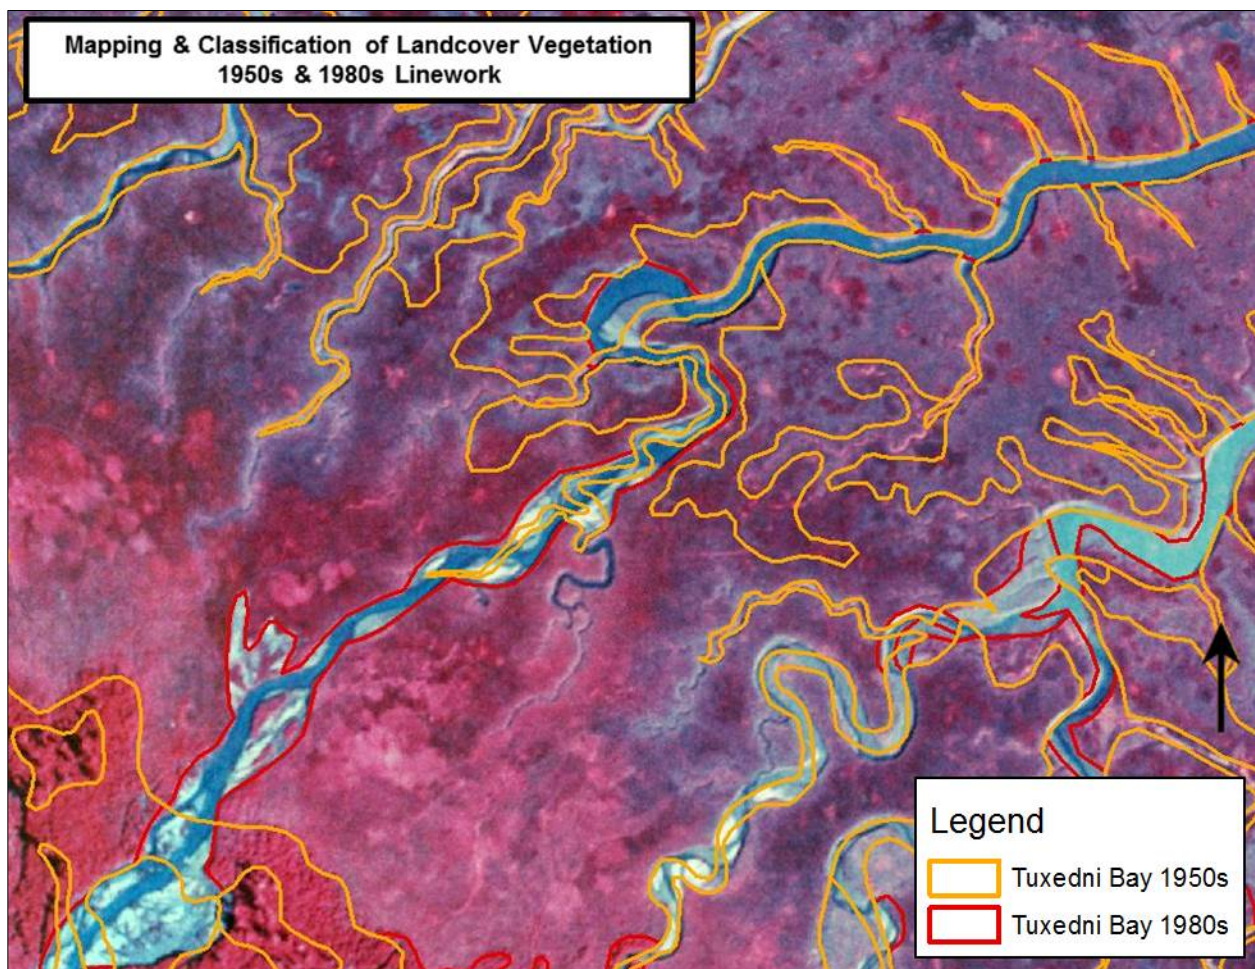 Mapping & Classification of Landcover Vegetation
1950s & 1980s Linework
Legend
Tuxedni Bay 1950s
Tuxedni Bay 1980s